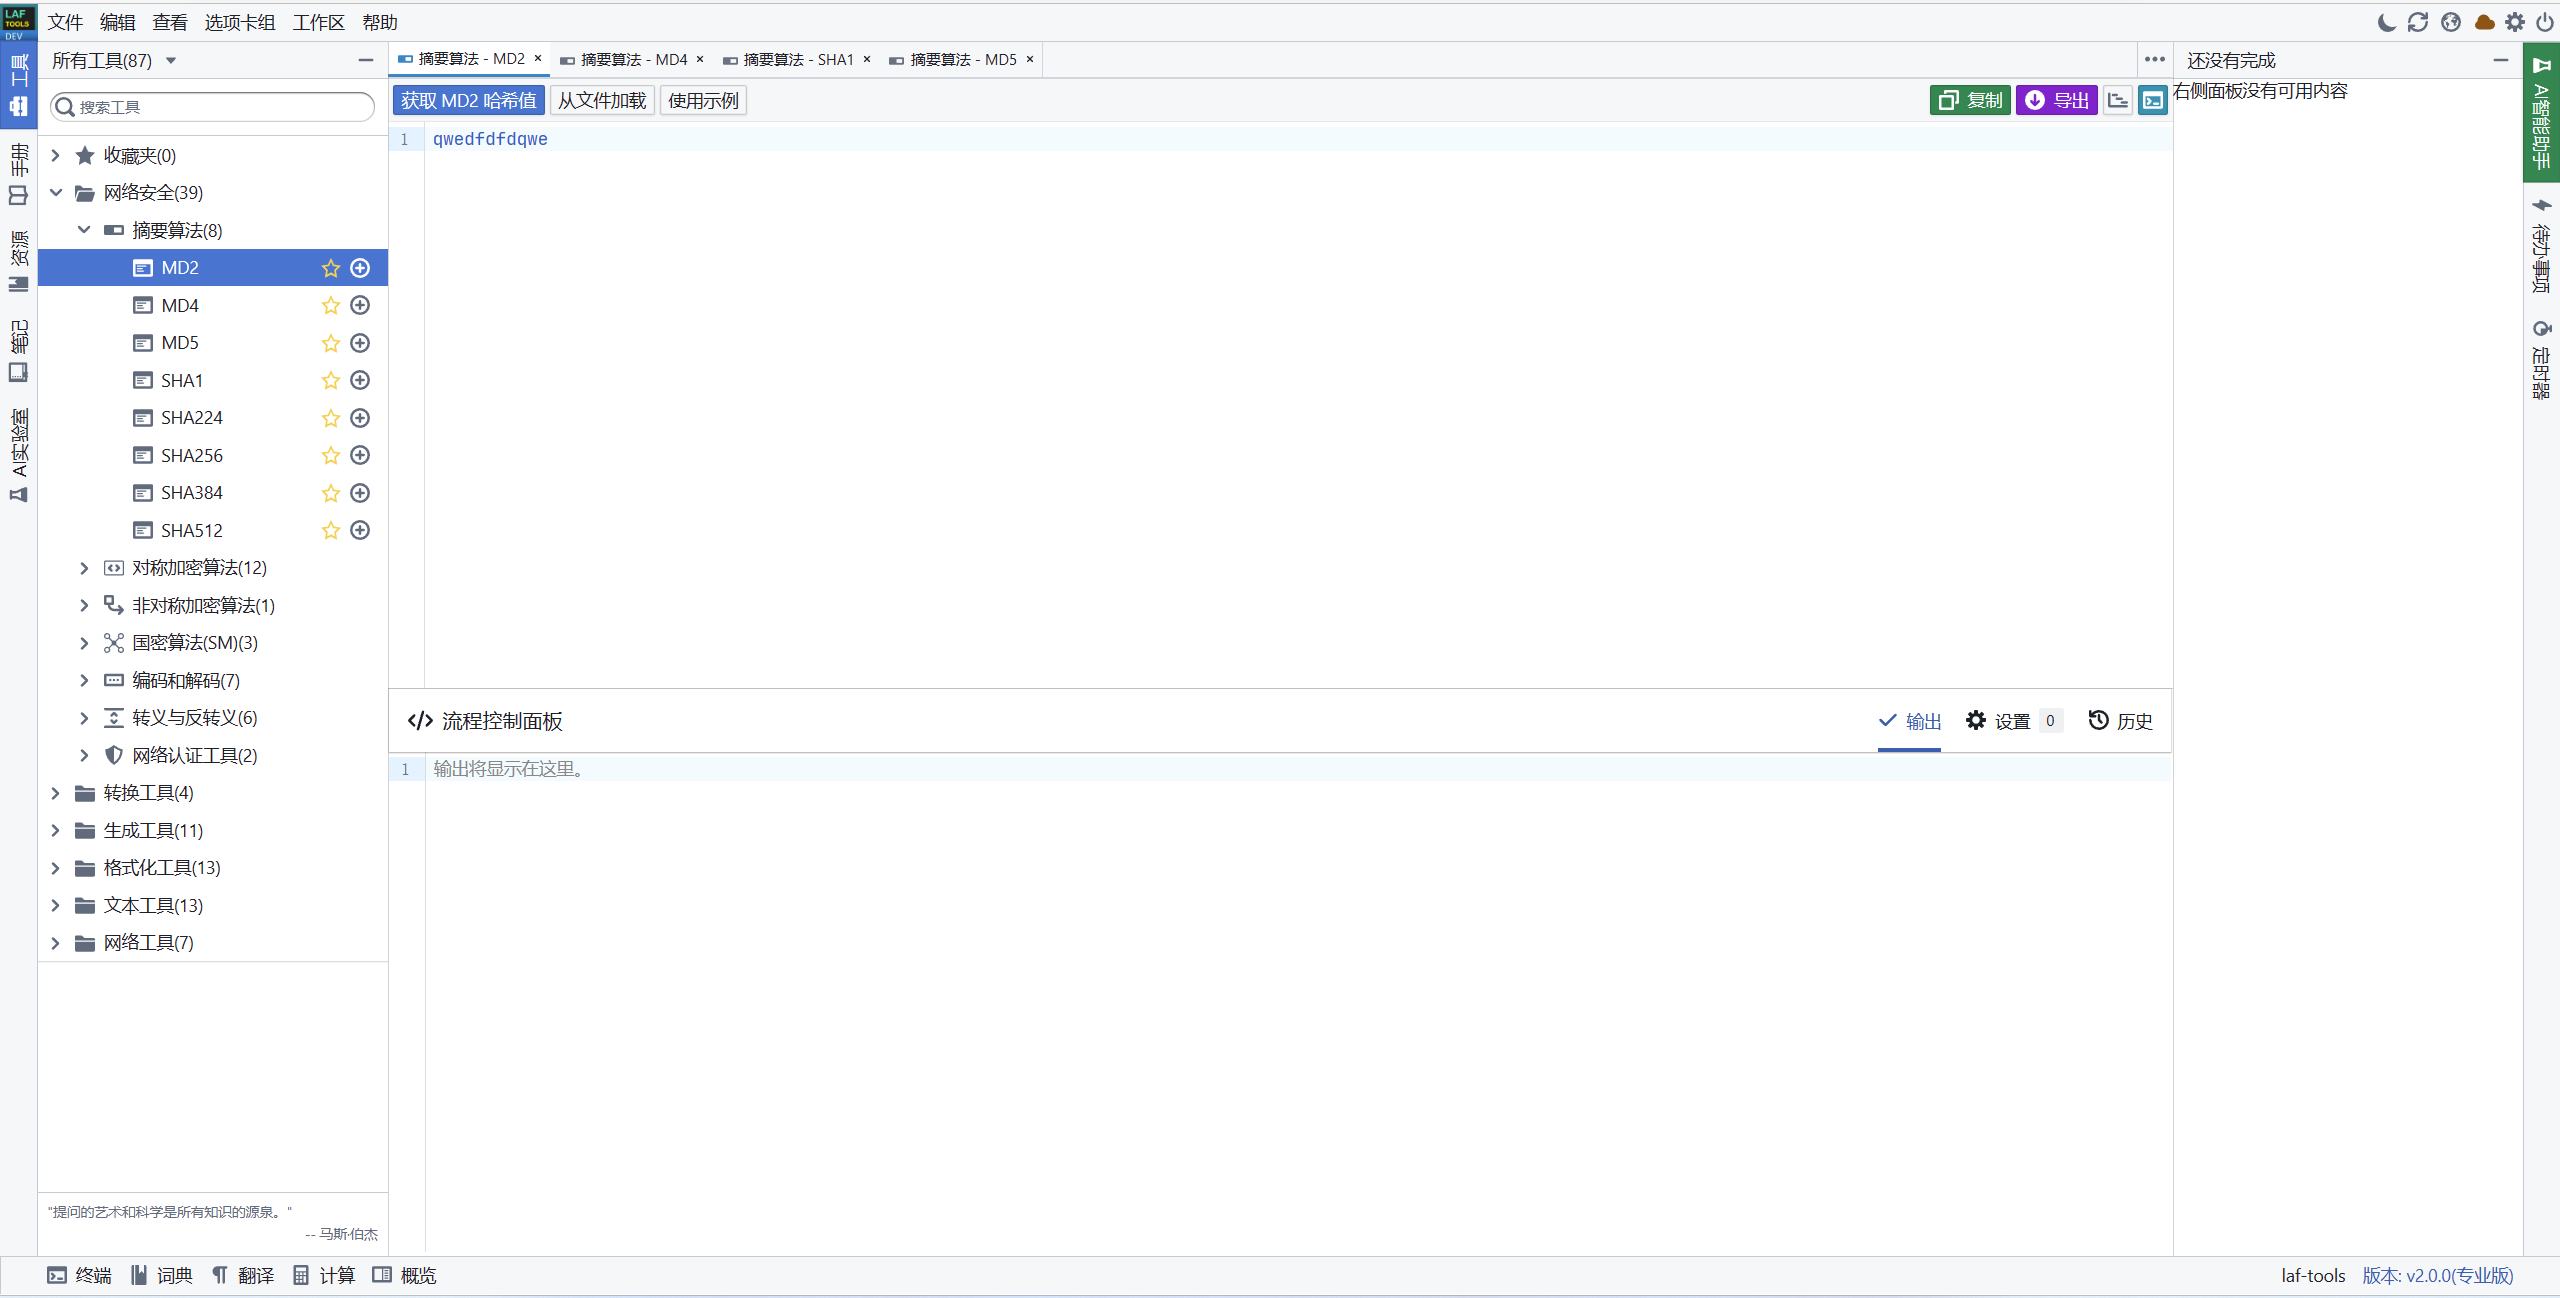 LAF
TOOLS
DEV
文件 编辑 查看 选项卡组 工作区 帮助
工具
手册
资源
笔记
AI实验室
所有工具(87)
搜索工具
收藏夹(0)
网络安全(39)
摘要算法(8)
MD2
MD4
MD5
SHA1
SHA224
SHA256
SHA384
SHA512
对称加密算法(12)
非对称加密算法(1)
国密算法(SM)(3)
编码和解码(7)
转义与反转义(6)
网络认证工具(2)
转换工具(4)
生成工具(11)
格式化工具(13)
文本工具(13)
网络工具(7)
"提问的艺术和科学是所有知识的源泉。"
-- 马斯·伯杰
摘要算法 - MD2 × 摘要算法 - MD4 × 摘要算法 - SHA1 × 摘要算法 - MD5 ×
获取 MD2 哈希值 从文件加载 使用示例 复制 导出
1 qwedfdfdqwe
流程控制面板 输出 设置 0 历史
1 输出将显示在这里。
还没有完成
右侧面板没有可用内容
AI智能助手
待办事项
定时器
终端 词典 翻译 计算 概览
laf-tools 版本: v2.0.0(专业版)